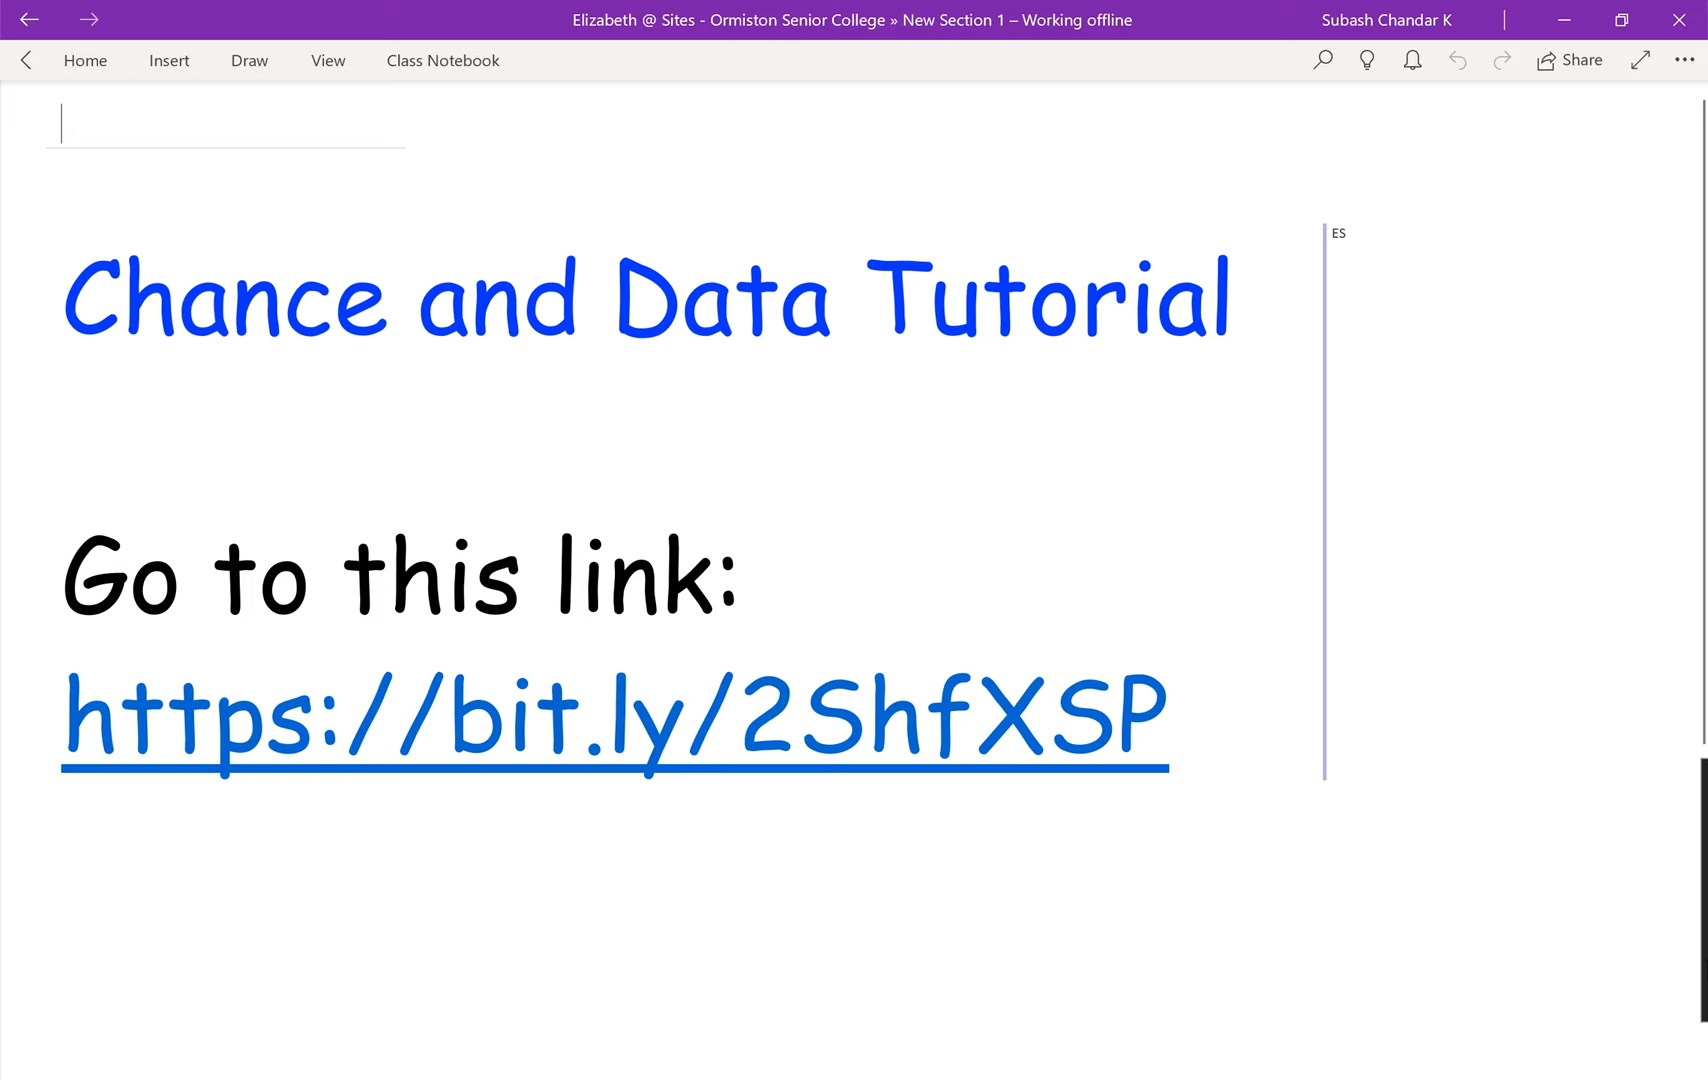 Elizabeth @ Sites - Ormiston Senior College » New Section 1 – Working offline
Subash Chandar K
Home
Insert
Draw
View
Class Notebook
Share
Chance and Data Tutorial
ES
Go to this link:
https://bit.ly/2ShfXSP